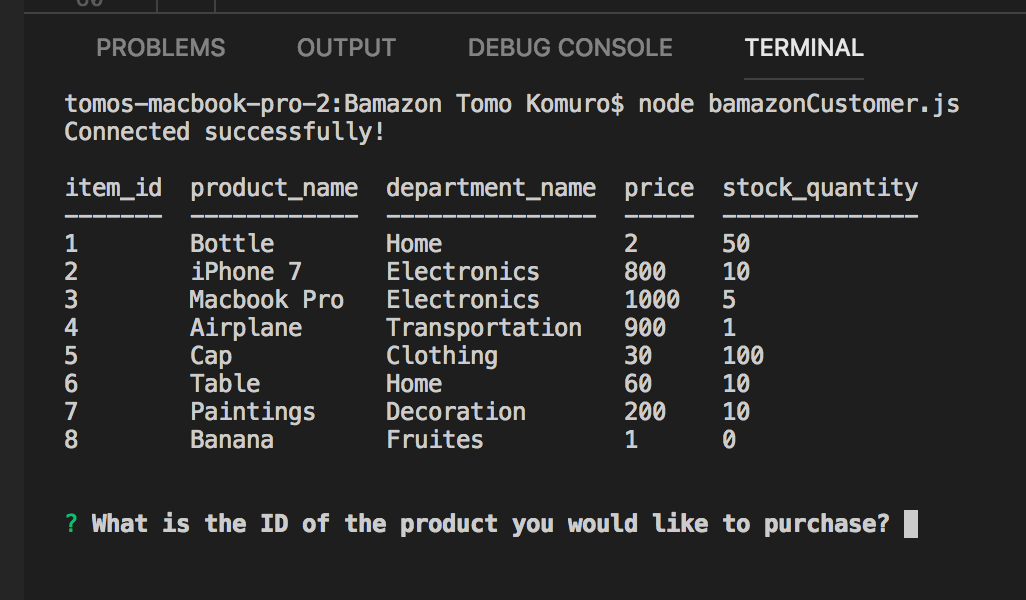 PROBLEMS OUTPUT DEBUG CONSOLE TERMINAL
tomos-macbook-pro-2:Bamazon Tomo Komuro$ node bamazonCustomer.js
Connected successfully!
item_id product_name department_name price stock_quantity
------- ------------ --------------- ----- --------------
1 Bottle Home 2 50
2 iPhone 7 Electronics 800 10
3 Macbook Pro Electronics 1000 5
4 Airplane Transportation 900 1
5 Cap Clothing 30 100
6 Table Home 60 10
7 Paintings Decoration 200 10
8 Banana Fruites 1 0
? What is the ID of the product you would like to purchase?